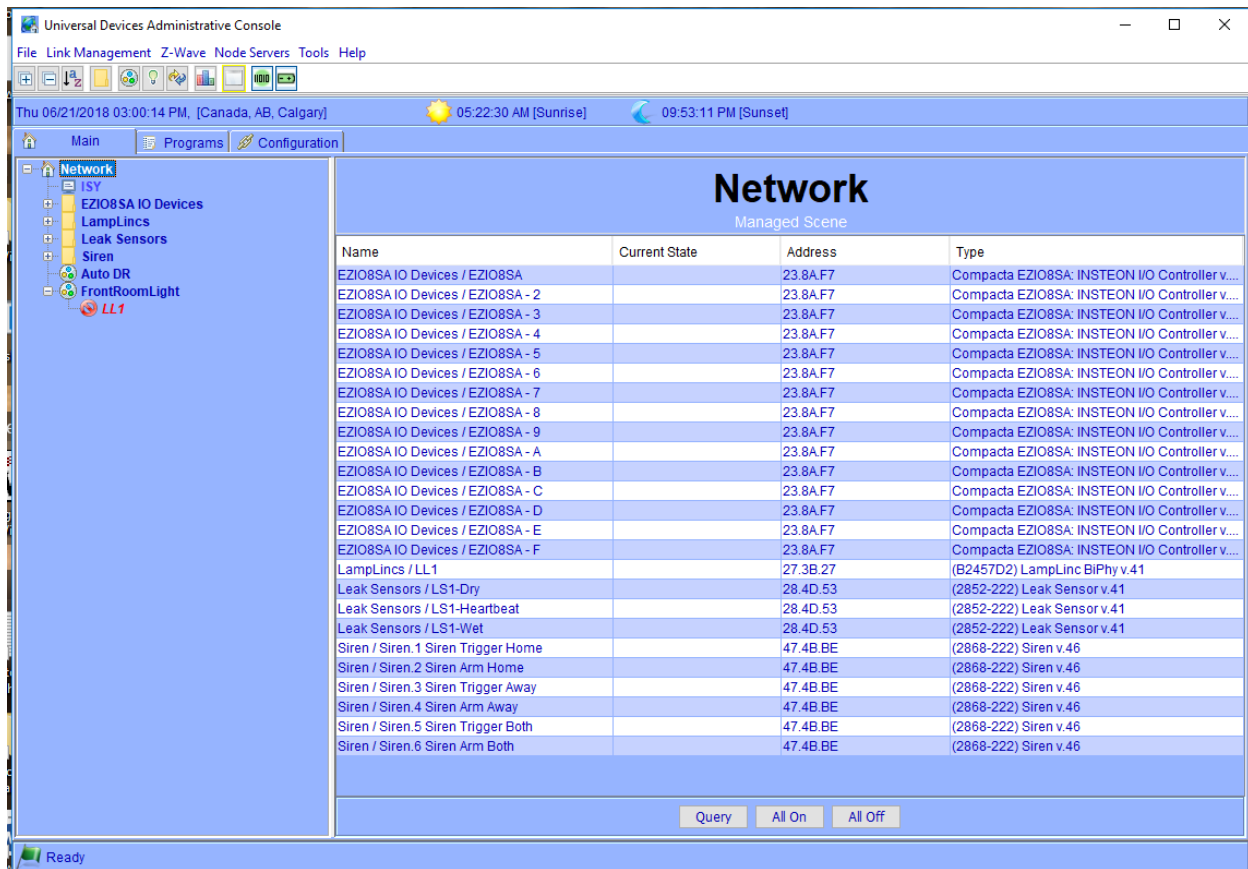 Universal Devices Administrative Console
File Link Management Z-Wave Node Servers Tools Help
Thu 06/21/2018 03:00:14 PM, [Canada, AB, Calgary] 05:22:30 AM [Sunrise] 09:53:11 PM [Sunset]
Main Programs Configuration
Network
ISY
EZIO8SA IO Devices
LampLincs
Leak Sensors
Siren
Auto DR
FrontRoomLight
LL1
Network
Managed Scene
Name Current State Address Type
EZIO8SA IO Devices / EZIO8SA 23.8A.F7 Compacta EZIO8SA: INSTEON I/O Controller v....
EZIO8SA IO Devices / EZIO8SA - 2 23.8A.F7 Compacta EZIO8SA: INSTEON I/O Controller v....
EZIO8SA IO Devices / EZIO8SA - 3 23.8A.F7 Compacta EZIO8SA: INSTEON I/O Controller v....
EZIO8SA IO Devices / EZIO8SA - 4 23.8A.F7 Compacta EZIO8SA: INSTEON I/O Controller v....
EZIO8SA IO Devices / EZIO8SA - 5 23.8A.F7 Compacta EZIO8SA: INSTEON I/O Controller v....
EZIO8SA IO Devices / EZIO8SA - 6 23.8A.F7 Compacta EZIO8SA: INSTEON I/O Controller v....
EZIO8SA IO Devices / EZIO8SA - 7 23.8A.F7 Compacta EZIO8SA: INSTEON I/O Controller v....
EZIO8SA IO Devices / EZIO8SA - 8 23.8A.F7 Compacta EZIO8SA: INSTEON I/O Controller v....
EZIO8SA IO Devices / EZIO8SA - 9 23.8A.F7 Compacta EZIO8SA: INSTEON I/O Controller v....
EZIO8SA IO Devices / EZIO8SA - A 23.8A.F7 Compacta EZIO8SA: INSTEON I/O Controller v....
EZIO8SA IO Devices / EZIO8SA - B 23.8A.F7 Compacta EZIO8SA: INSTEON I/O Controller v....
EZIO8SA IO Devices / EZIO8SA - C 23.8A.F7 Compacta EZIO8SA: INSTEON I/O Controller v....
EZIO8SA IO Devices / EZIO8SA - D 23.8A.F7 Compacta EZIO8SA: INSTEON I/O Controller v....
EZIO8SA IO Devices / EZIO8SA - E 23.8A.F7 Compacta EZIO8SA: INSTEON I/O Controller v....
EZIO8SA IO Devices / EZIO8SA - F 23.8A.F7 Compacta EZIO8SA: INSTEON I/O Controller v....
LampLincs / LL1 27.3B.27 (B2457D2) LampLinc BiPhy v.41
Leak Sensors / LS1-Dry 28.4D.53 (2852-222) Leak Sensor v.41
Leak Sensors / LS1-Heartbeat 28.4D.53 (2852-222) Leak Sensor v.41
Leak Sensors / LS1-Wet 28.4D.53 (2852-222) Leak Sensor v.41
Siren / Siren.1 Siren Trigger Home 47.4B.BE (2868-222) Siren v.46
Siren / Siren.2 Siren Arm Home 47.4B.BE (2868-222) Siren v.46
Siren / Siren.3 Siren Trigger Away 47.4B.BE (2868-222) Siren v.46
Siren / Siren.4 Siren Arm Away 47.4B.BE (2868-222) Siren v.46
Siren / Siren.5 Siren Trigger Both 47.4B.BE (2868-222) Siren v.46
Siren / Siren.6 Siren Arm Both 47.4B.BE (2868-222) Siren v.46
Query All On All Off
Ready